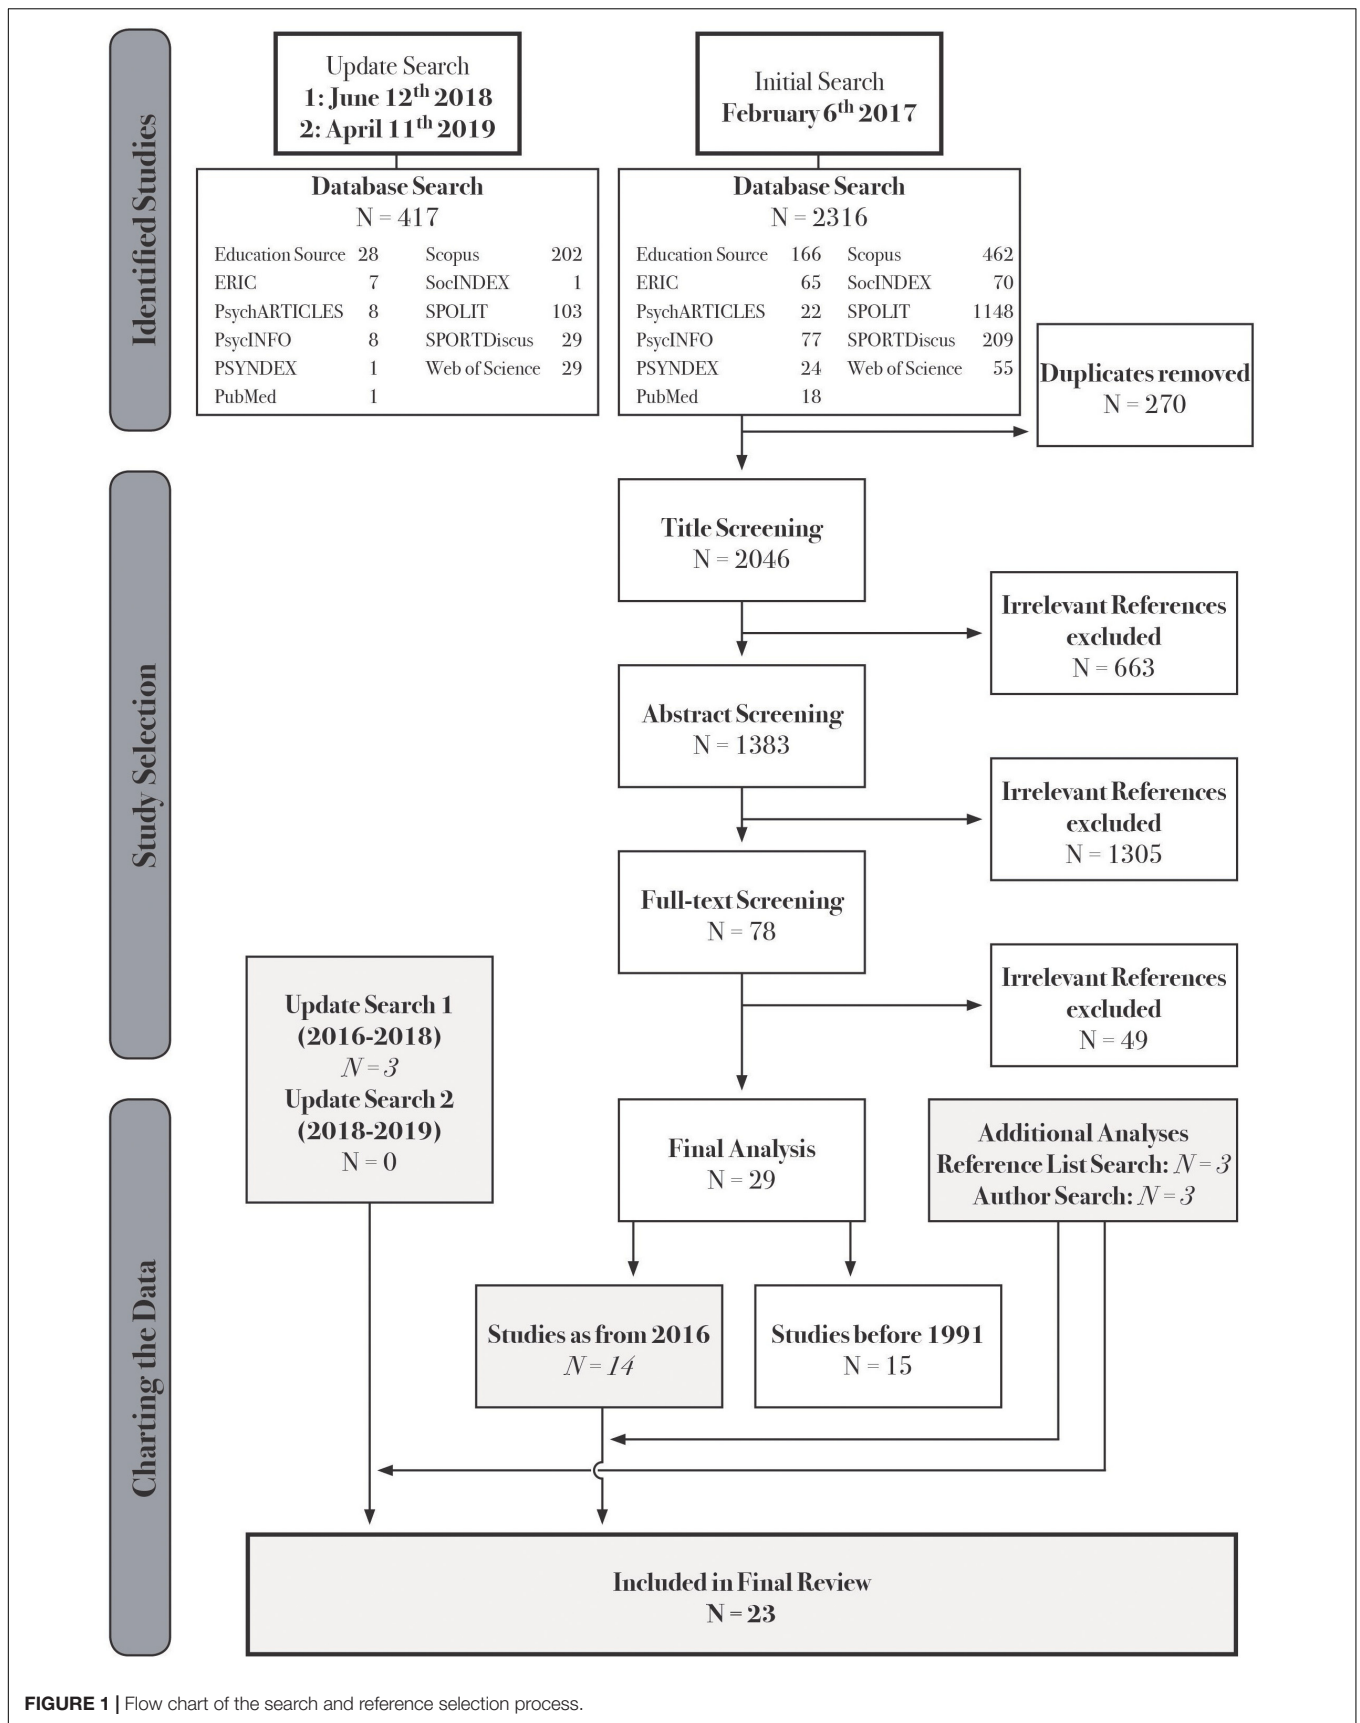 Identified Studies
Update Search
1: June 12th 2018
2: April 11th 2019
Database Search
N = 417
Education Source 28 Scopus 202
ERIC 7 SocINDEX 1
PsychARTICLES 8 SPOLIT 103
PsycINFO 8 SPORTDiscus 29
PSYNDEX 1 Web of Science 29
PubMed 1
Initial Search
February 6th 2017
Database Search
N = 2316
Education Source 166 Scopus 462
ERIC 65 SocINDEX 70
PsychARTICLES 22 SPOLIT 1148
PsycINFO 77 SPORTDiscus 209
PSYNDEX 24 Web of Science 55
PubMed 18
Duplicates removed
N = 270
Study Selection
Title Screening
N = 2046
Irrelevant References
excluded
N = 663
Abstract Screening
N = 1383
Irrelevant References
excluded
N = 1305
Full-text Screening
N = 78
Irrelevant References
excluded
N = 49
Update Search 1
(2016-2018)
N = 3
Update Search 2
(2018-2019)
N = 0
Charting the Data
Final Analysis
N = 29
Additional Analyses
Reference List Search: N = 3
Author Search: N = 3
Studies as from 2016
N = 14
Studies before 1991
N = 15
Included in Final Review
N = 23
FIGURE 1 | Flow chart of the search and reference selection process.